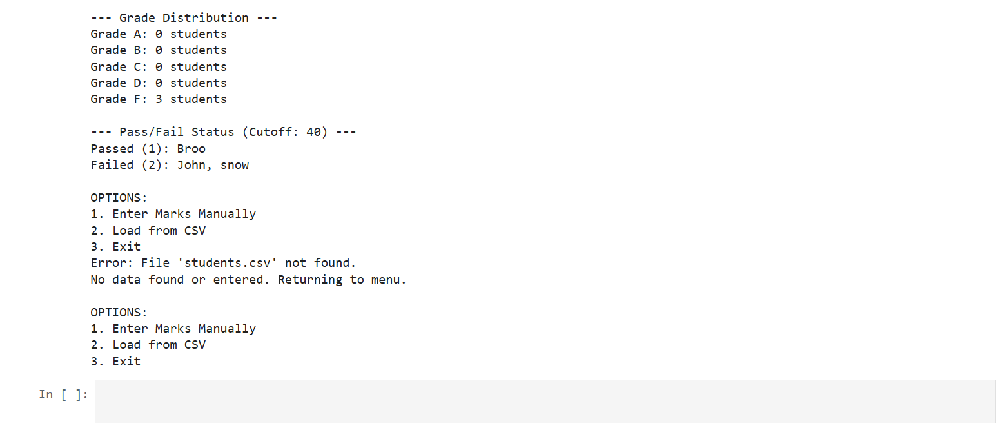 --- Grade Distribution ---
Grade A: 0 students
Grade B: 0 students
Grade C: 0 students
Grade D: 0 students
Grade F: 3 students
--- Pass/Fail Status (Cutoff: 40) ---
Passed (1): Broo
Failed (2): John, snow
OPTIONS:
1. Enter Marks Manually
2. Load from CSV
3. Exit
Error: File 'students.csv' not found.
No data found or entered. Returning to menu.
OPTIONS:
1. Enter Marks Manually
2. Load from CSV
3. Exit
In [ ]: